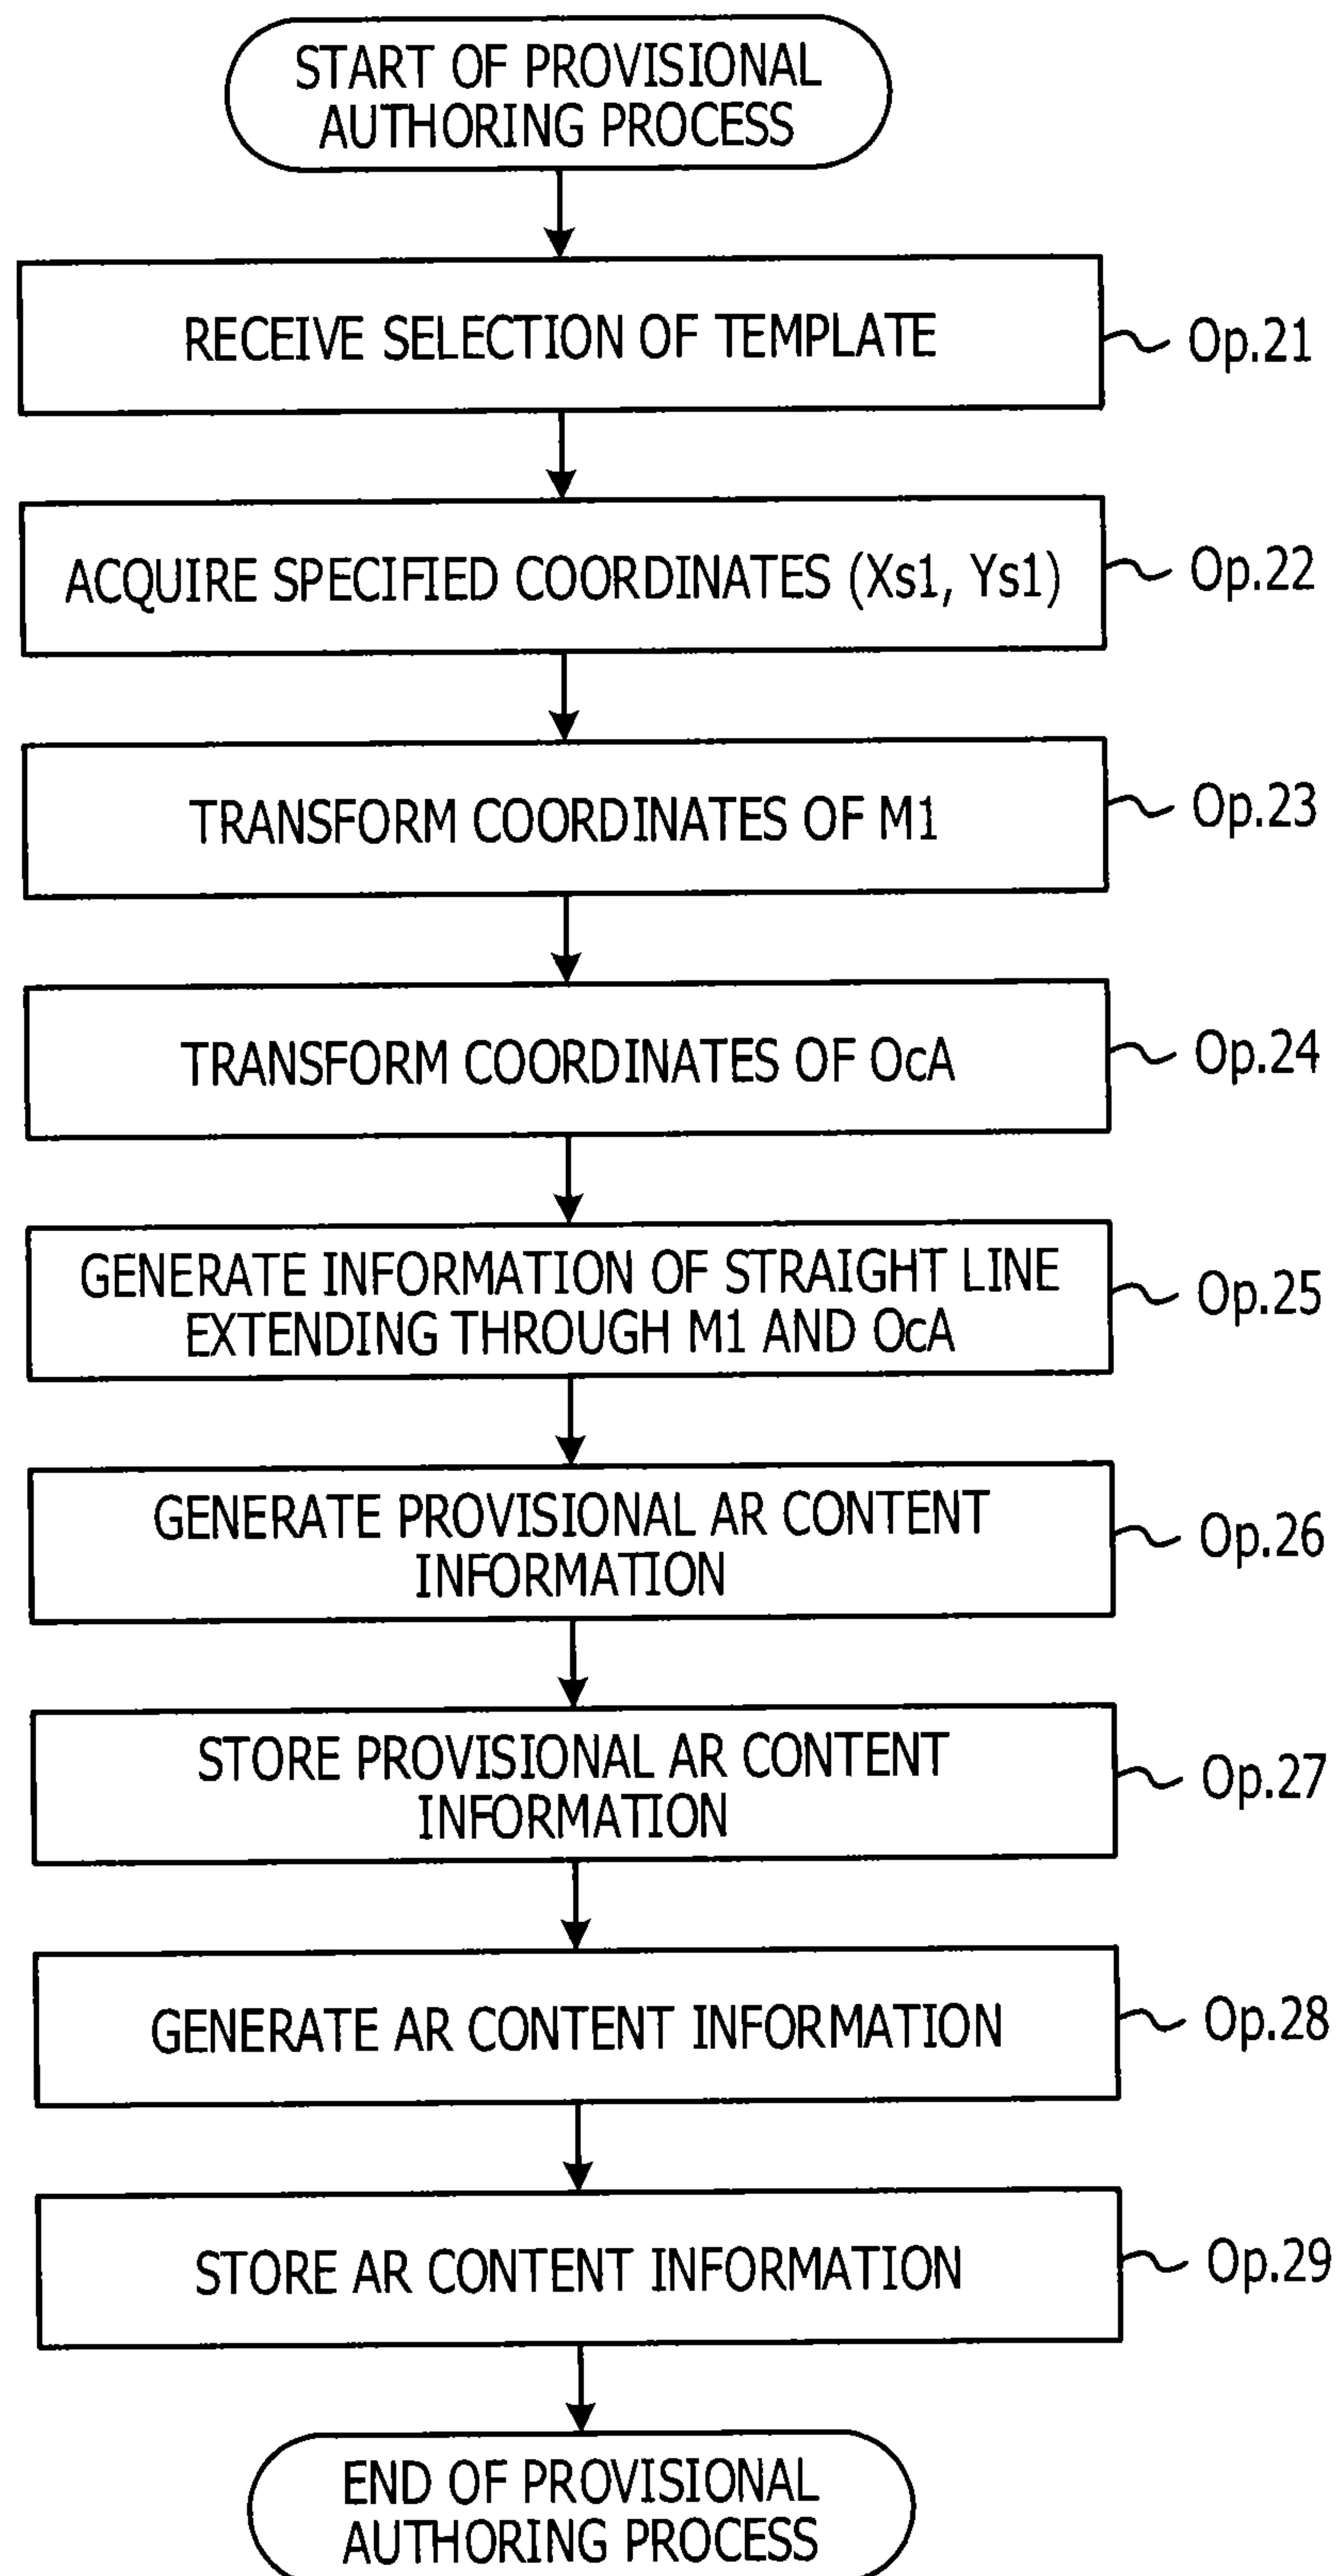 START OF PROVISIONAL
AUTHORING PROCESS
RECEIVE SELECTION OF TEMPLATE
Op.21
ACQUIRE SPECIFIED COORDINATES (Xs1, Ys1)
Op.22
TRANSFORM COORDINATES OF M1
Op.23
TRANSFORM COORDINATES OF OcA
Op.24
GENERATE INFORMATION OF STRAIGHT LINE
EXTENDING THROUGH M1 AND OcA
Op.25
GENERATE PROVISIONAL AR CONTENT
INFORMATION
Op.26
STORE PROVISIONAL AR CONTENT
INFORMATION
Op.27
GENERATE AR CONTENT INFORMATION
Op.28
STORE AR CONTENT INFORMATION
Op.29
END OF PROVISIONAL
AUTHORING PROCESS